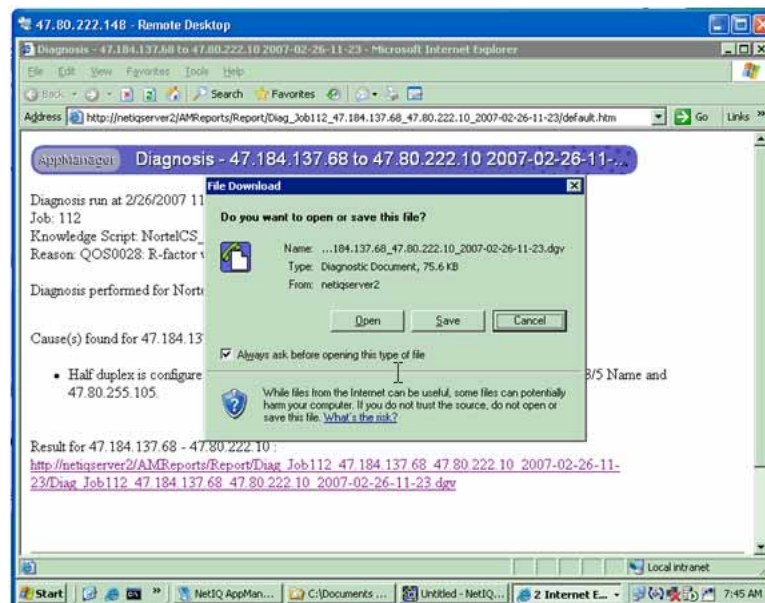 47.80.222.148 - Remote Desktop
Diagnosis - 47.184.137.68 to 47.80.222.10 2007-02-26-11-23 - Microsoft Internet Explorer
File Edit View Favorites Tools Help
Back Search Favorites
Address http://netiqserver2/AMReports/Report/Diag_Job112_47.184.137.68_47.80.222.10_2007-02-26-11-23/default.htm Go Links »
AppManager Diagnosis - 47.184.137.68 to 47.80.222.10 2007-02-26-11-...
File Download
Diagnosis run at 2/26/2007 11
Job: 112
Knowledge Script: NortelCS_
Reason: QOS0028: R-factor
Diagnosis performed for Norte
Cause(s) found for 47.184.13
• Half duplex is configure 8/5 Name and
47.80.255.105.
Do you want to open or save this file?
Name: ...184.137.68_47.80.222.10_2007-02-26-11-23.dgv
Type: Diagnostic Document, 75.6 KB
From: netiqserver2
Open Save Cancel
Always ask before opening this type of file
While files from the Internet can be useful, some files can potentially
harm your computer. If you do not trust the source, do not open or
save this file. What's the risk?
Result for 47.184.137.68 - 47.80.222.10 :
http://netiqserver2/AMReports/Report/Diag_Job112_47.184.137.68_47.80.222.10_2007-02-26-11-
23/Diag_Job112_47.184.137.68_47.80.222.10_2007-02-26-11-23.dgv
Local intranet
Start » NetIQ AppMan... C:\Documents ... Untitled - NetIQ... 2 Internet E... 7:45 AM